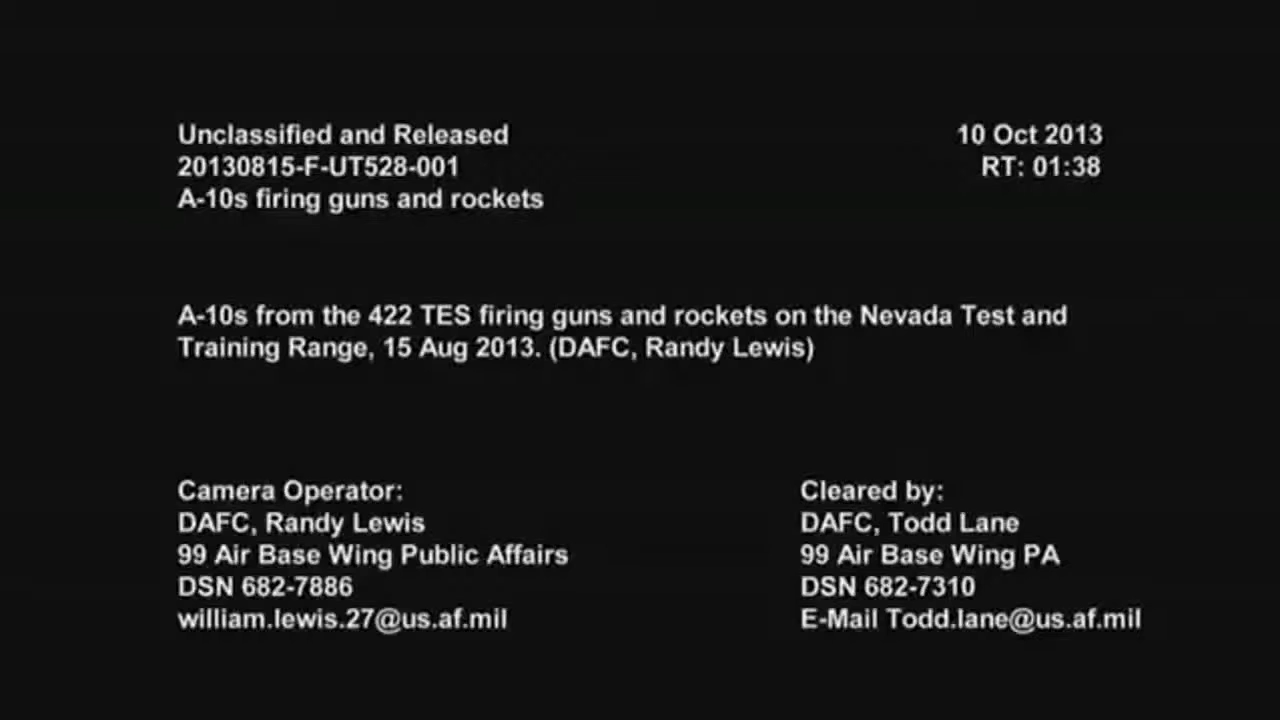 Unclassified and Released
20130815-F-UT528-001
A-10s firing guns and rockets
10 Oct 2013
RT: 01:38
A-10s from the 422 TES firing guns and rockets on the Nevada Test and
Training Range, 15 Aug 2013. (DAFC, Randy Lewis)
Camera Operator:
DAFC, Randy Lewis
99 Air Base Wing Public Affairs
DSN 682-7886
william.lewis.27@us.af.mil
Cleared by:
DAFC, Todd Lane
99 Air Base Wing PA
DSN 682-7310
E-Mail Todd.lane@us.af.mil